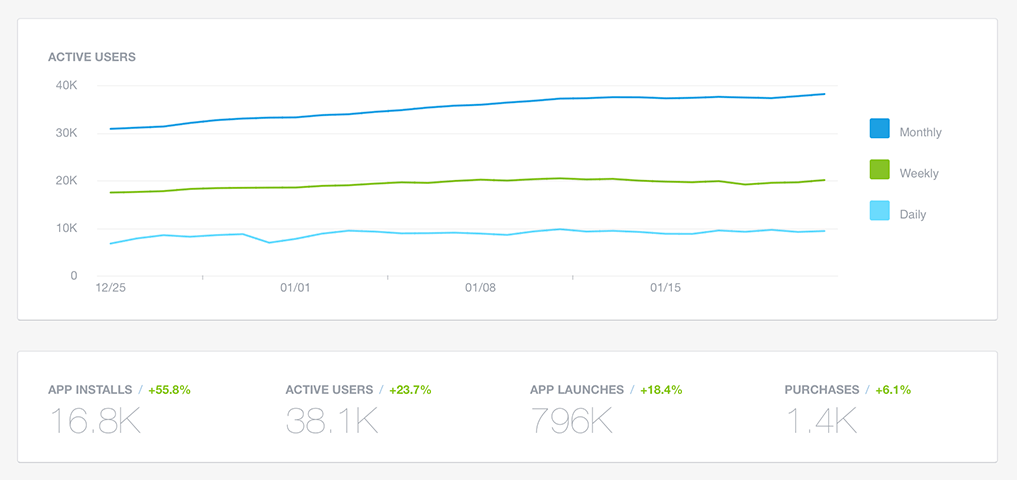 ACTIVE USERS
40K
30K
20K
10K
0
12/25 01/01 01/08 01/15
Monthly
Weekly
Daily
APP INSTALLS / +55.8%
16.8K
ACTIVE USERS / +23.7%
38.1K
APP LAUNCHES / +18.4%
796K
PURCHASES / +6.1%
1.4K